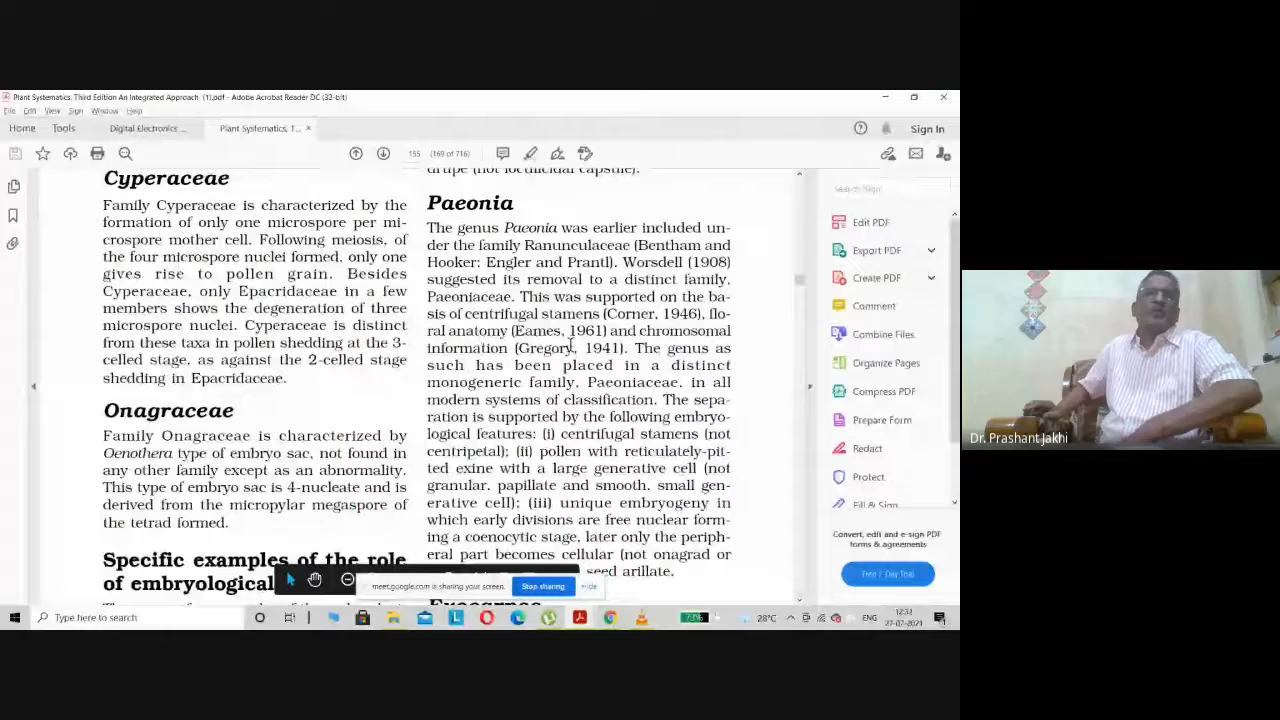 Plant Systematics, Third Edition An Integrated Approach (1).pdf - Adobe Acrobat Reader DC (32-bit)
File Edit View Sign Window Help
Home Tools Digital Electronics ... Plant Systematics, T... × Sign In
155 (169 of 716)
Cyperaceae
Family Cyperaceae is characterized by the
formation of only one microspore per mi-
crospore mother cell. Following meiosis, of
the four microspore nuclei formed, only one
gives rise to pollen grain. Besides
Cyperaceae, only Epacridaceae in a few
members shows the degeneration of three
microspore nuclei. Cyperaceae is distinct
from these taxa in pollen shedding at the 3-
celled stage, as against the 2-celled stage
shedding in Epacridaceae.
Onagraceae
Family Onagraceae is characterized by
Oenothera type of embryo sac, not found in
any other family except as an abnormality.
This type of embryo sac is 4-nucleate and is
derived from the micropylar megaspore of
the tetrad formed.
Specific examples of the role
of embryological
drupe (not loculicidal capsule).
Paeonia
The genus Paeonia was earlier included un-
der the family Ranunculaceae (Bentham and
Hooker; Engler and Prantl). Worsdell (1908)
suggested its removal to a distinct family,
Paeoniaceae. This was supported on the ba-
sis of centrifugal stamens (Corner, 1946), flo-
ral anatomy (Eames, 1961) and chromosomal
information (Gregory, 1941). The genus as
such has been placed in a distinct
monogeneric family, Paeoniaceae, in all
modern systems of classification. The sepa-
ration is supported by the following embryo-
logical features: (i) centrifugal stamens (not
centripetal); (ii) pollen with reticulately-pit-
ted exine with a large generative cell (not
granular, papillate and smooth, small gen-
erative cell); (iii) unique embryogeny in
which early divisions are free nuclear form-
ing a coenocytic stage, later only the periph-
eral part becomes cellular (not onagrad or
seed arillate.
Edit PDF
Export PDF
Create PDF
Comment
Combine Files
Organize Pages
Compress PDF
Prepare Form
Redact
Protect
Fill & Sign
Convert, edit and e-sign PDF
forms & agreements
meet.google.com is sharing your screen. Stop sharing Hide
Type here to search
73% 28°C ENG
27-07-2021
Dr. Prashant Jakhi